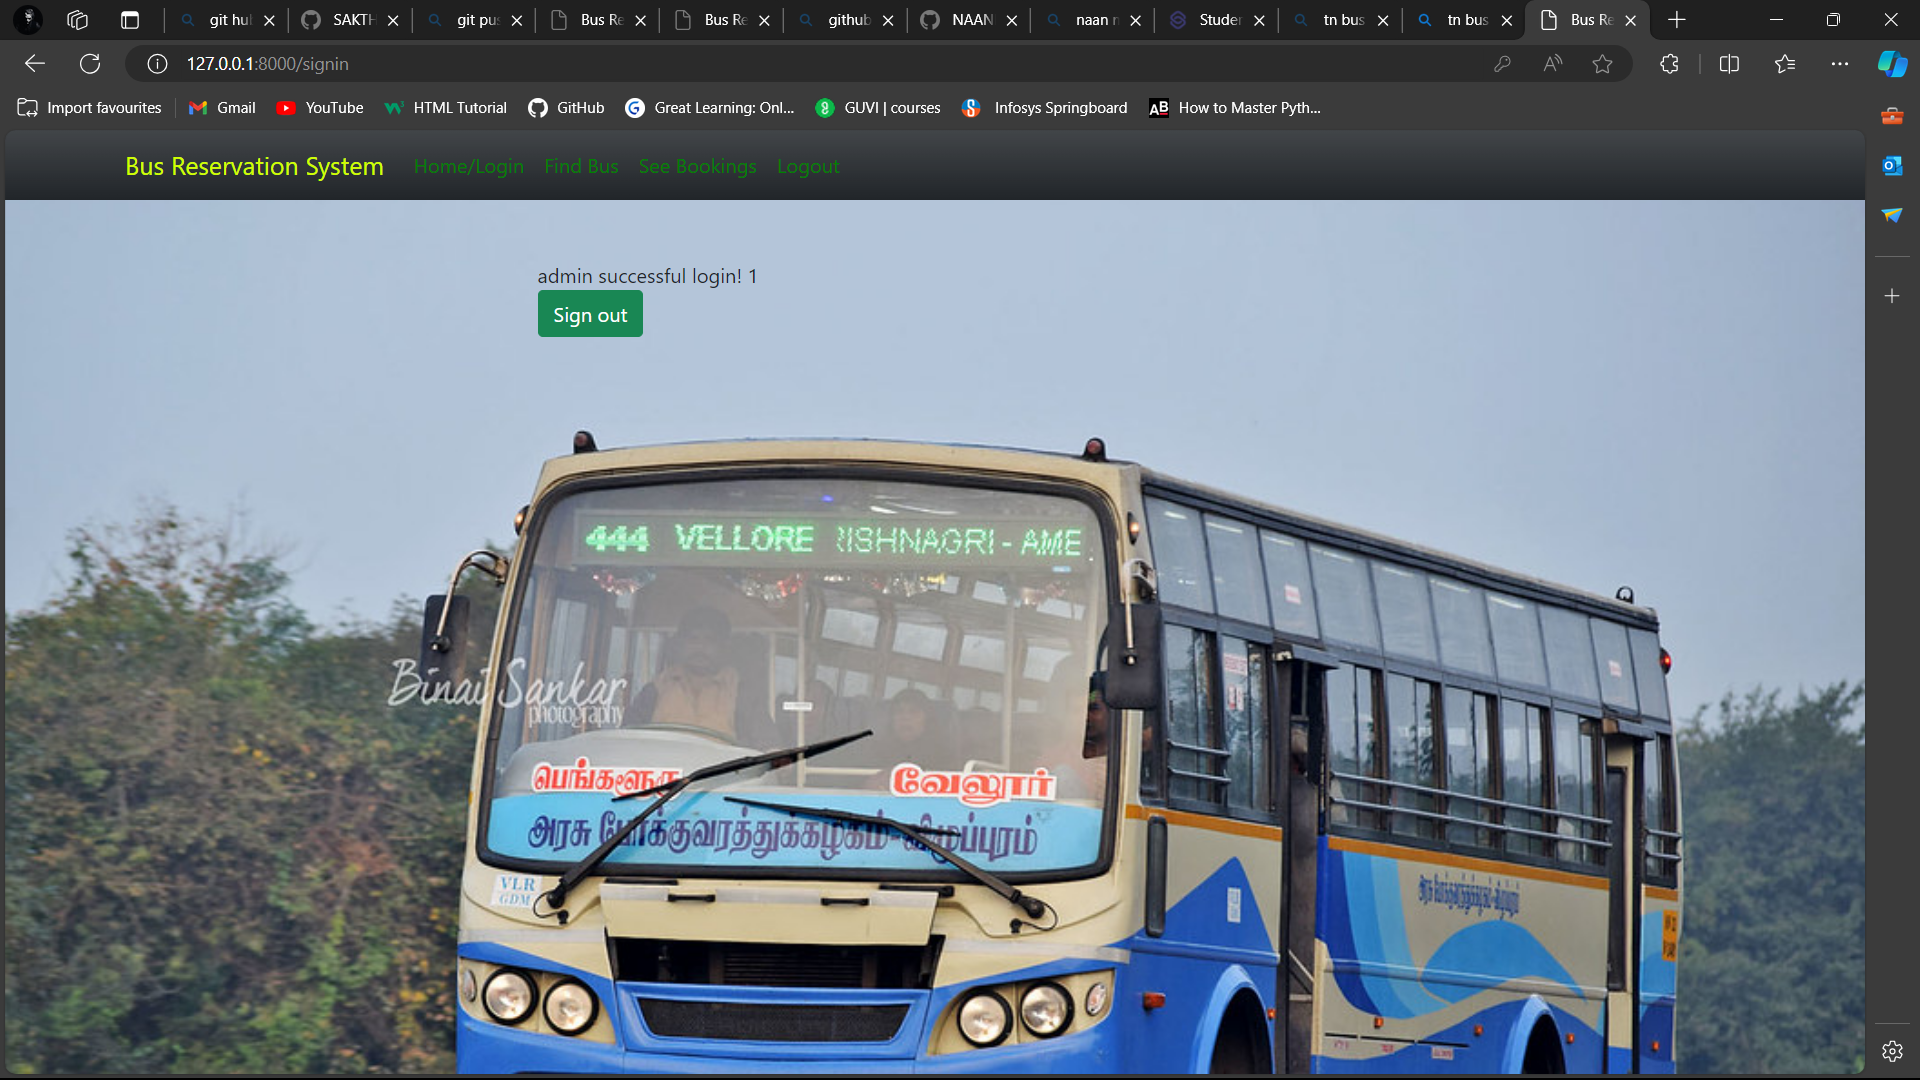 git hul
SAKTH
git pus
Bus Re
Bus Re
github
NAAN
naan n
Studer
tn bus
tn bus
Bus Re
127.0.0.1:8000/signin
Import favourites
Gmail
YouTube
HTML Tutorial
GitHub
Great Learning: Onl...
GUVI | courses
Infosys Springboard
How to Master Pyth...
Bus Reservation System
Home/Login
Find Bus
See Bookings
Logout
admin successful login! 1
Sign out
444 VELLORE RISHNAGRI - AME
Binai Sankar
photography
பெங்களூரு
வேலூர்
அரசு போக்குவரத்துக்கழகம்-விழுப்புரம்
VLR
GDM